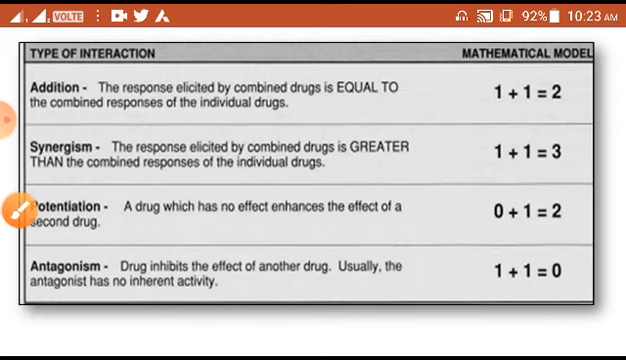 VOLTE
92% 10:23 AM
TYPE OF INTERACTION MATHEMATICAL MODEL
Addition - The response elicited by combined drugs is EQUAL TO
the combined responses of the individual drugs.
1 + 1 = 2
Synergism - The response elicited by combined drugs is GREATER
THAN the combined responses of the individual drugs.
1 + 1 = 3
Potentiation - A drug which has no effect enhances the effect of a
second drug.
0 + 1 = 2
Antagonism - Drug inhibits the effect of another drug. Usually, the
antagonist has no inherent activity.
1 + 1 = 0